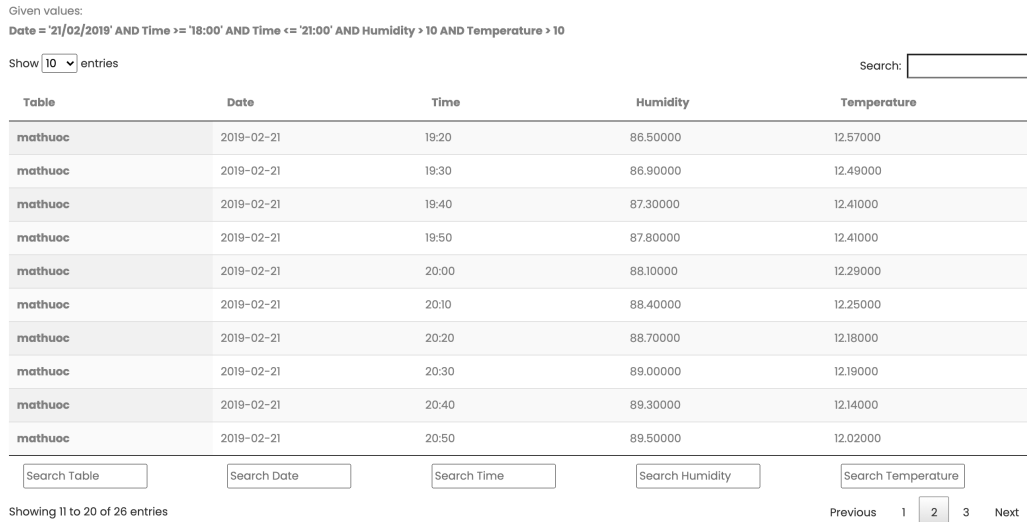 Given values:
Date = '21/02/2019' AND Time >= '18:00' AND Time <= '21:00' AND Humidity > 10 AND Temperature > 10
Show 10 entries Search:
Table Date Time Humidity Temperature
mathuoc 2019-02-21 19:20 86.50000 12.57000
mathuoc 2019-02-21 19:30 86.90000 12.49000
mathuoc 2019-02-21 19:40 87.30000 12.41000
mathuoc 2019-02-21 19:50 87.80000 12.41000
mathuoc 2019-02-21 20:00 88.10000 12.29000
mathuoc 2019-02-21 20:10 88.40000 12.25000
mathuoc 2019-02-21 20:20 88.70000 12.18000
mathuoc 2019-02-21 20:30 89.00000 12.19000
mathuoc 2019-02-21 20:40 89.30000 12.14000
mathuoc 2019-02-21 20:50 89.50000 12.02000
Search Table Search Date Search Time Search Humidity Search Temperature
Showing 11 to 20 of 26 entries Previous 1 2 3 Next